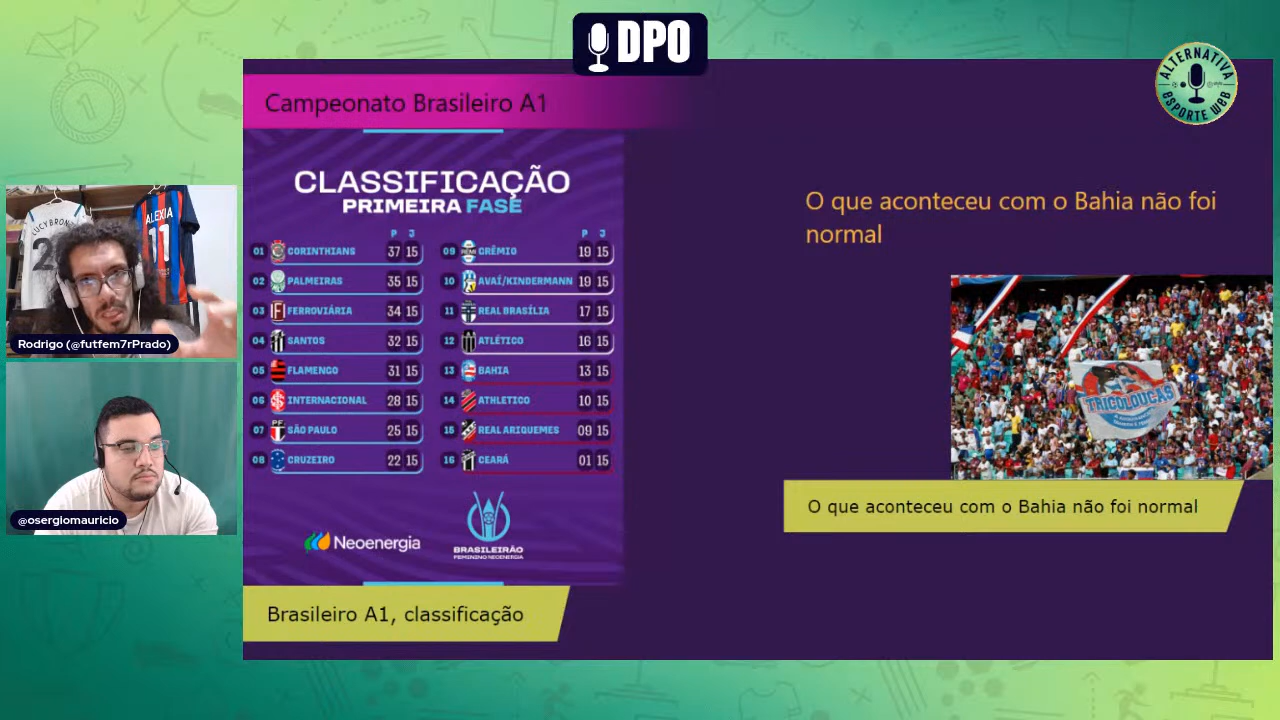 DPO
ALTERNATIVA
ESPORTE WEB
Campeonato Brasileiro A1
CLASSIFICAÇÃO
PRIMEIRA FASE
P J
01 CORINTHIANS 37 15
02 PALMEIRAS 35 15
03 FERROVIÁRIA 34 15
04 SANTOS 32 15
05 FLAMENGO 31 15
06 INTERNACIONAL 28 15
07 SÃO PAULO 25 15
08 CRUZEIRO 22 15
P J
09 GRÊMIO 19 15
10 AVAÍ/KINDERMANN 19 15
11 REAL BRASÍLIA 17 15
12 ATLÉTICO 16 15
13 BAHIA 13 15
14 ATHLETICO 10 15
15 REAL ARIQUEMES 09 15
16 CEARÁ 01 15
Neoenergia
BRASILEIRÃO
FEMININO NEOENERGIA
Brasileiro A1, classificação
O que aconteceu com o Bahia não foi
normal
TRICOLOUCAS
O que aconteceu com o Bahia não foi normal
LUCY BRONZ
2
ALEXIA
11
Rodrigo (@futfem7rPrado)
@osergiomauricio